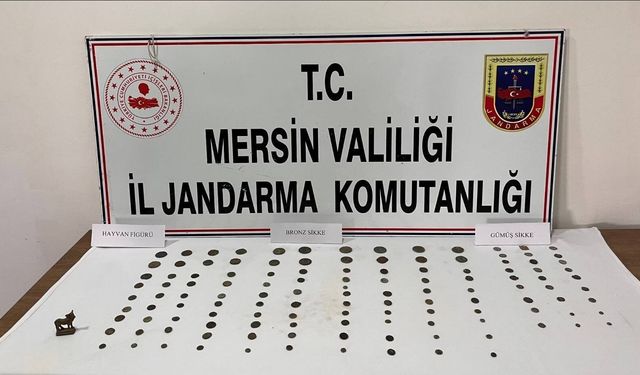 T.C.
MERSİN VALİLİĞİ
İL JANDARMA KOMUTANLIĞI
JANDARMA
HAYVAN FİGÜRÜ
BRONZ SİKKE
GÜMÜŞ SİKKE